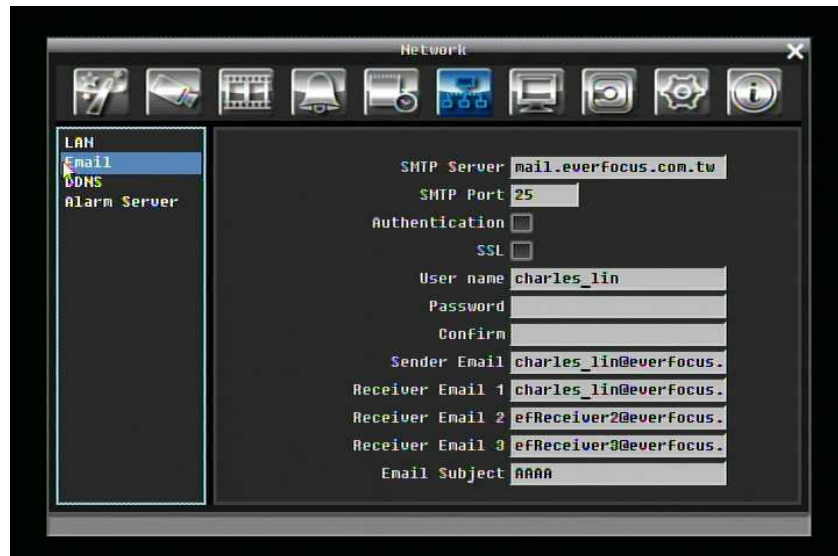 Network
LAN
Email
DDNS
Alarm Server
SMTP Server mail.everfocus.com.tw
SMTP Port 25
Authentication
SSL
User name charles_lin
Password
Confirm
Sender Email charles_lin@everfocus.
Receiver Email 1 charles_lin@everfocus.
Receiver Email 2 efReceiver2@everfocus.
Receiver Email 3 efReceiver3@everfocus.
Email Subject AAAA